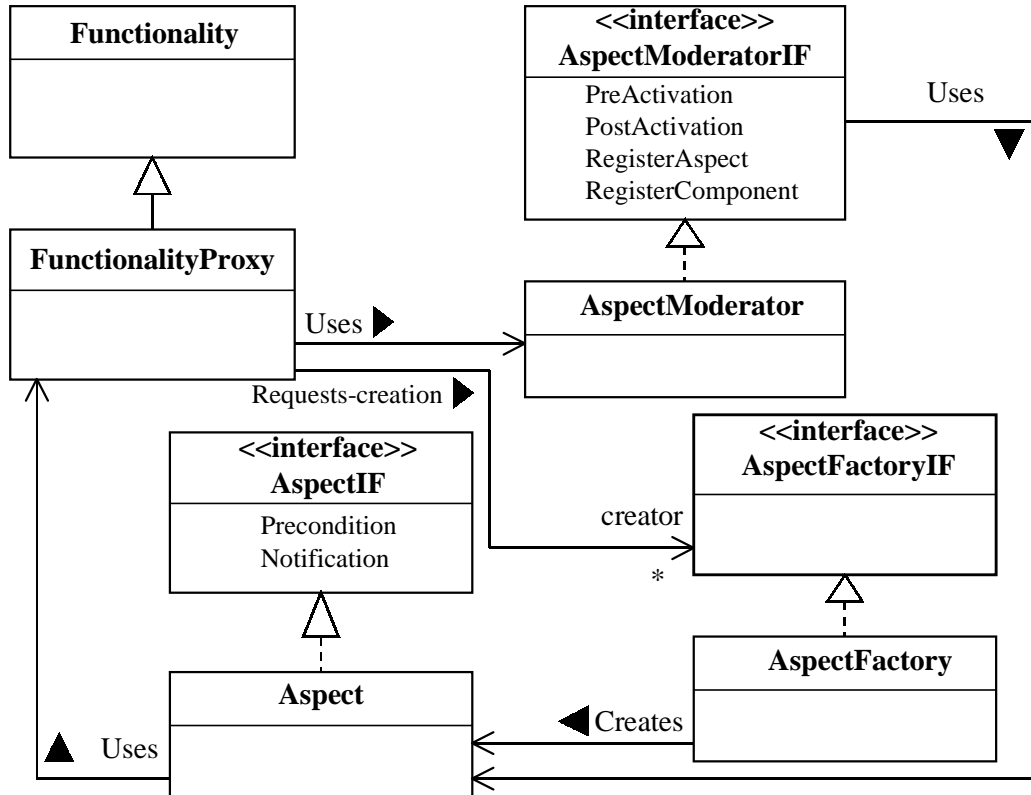 Functionality
<<interface>>
AspectModeratorIF
PreActivation
PostActivation
RegisterAspect
RegisterComponent
Uses
FunctionalityProxy
AspectModerator
Uses
Requests-creation
<<interface>>
AspectIF
Precondition
Notification
<<interface>>
AspectFactoryIF
creator
*
AspectFactory
Aspect
Creates
Uses